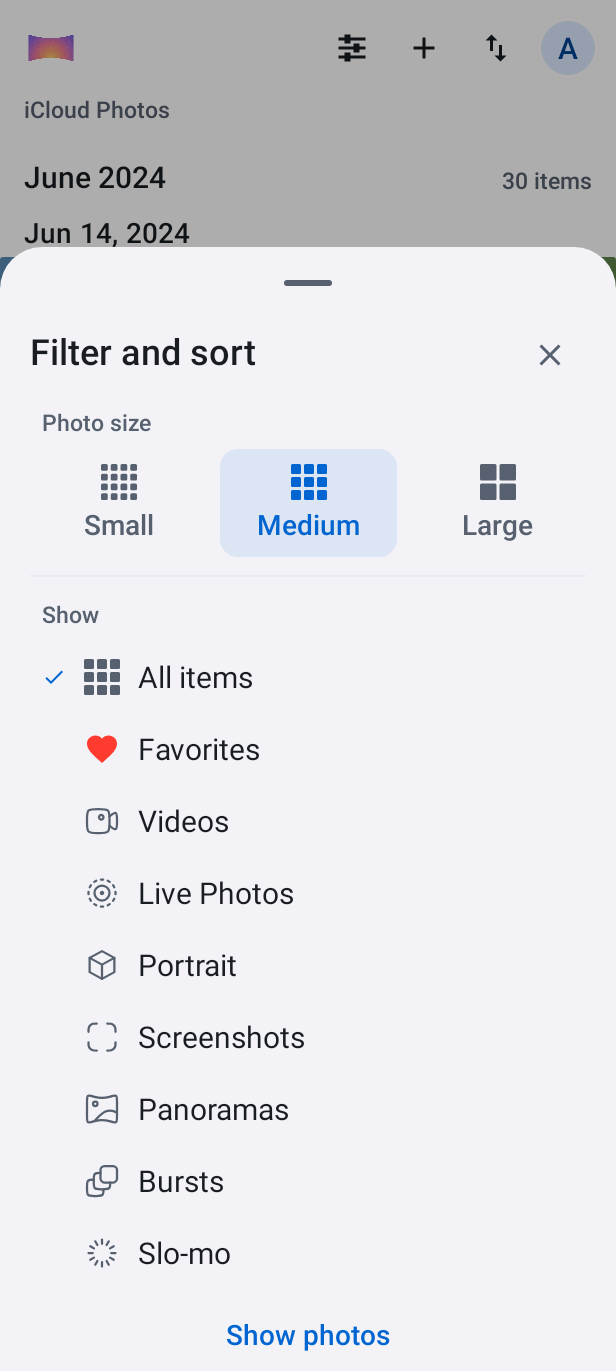 A
iCloud Photos
June 2024
30 items
Jun 14, 2024
Filter and sort
Photo size
Small
Medium
Large
Show
All items
Favorites
Videos
Live Photos
Portrait
Screenshots
Panoramas
Bursts
Slo-mo
Show photos